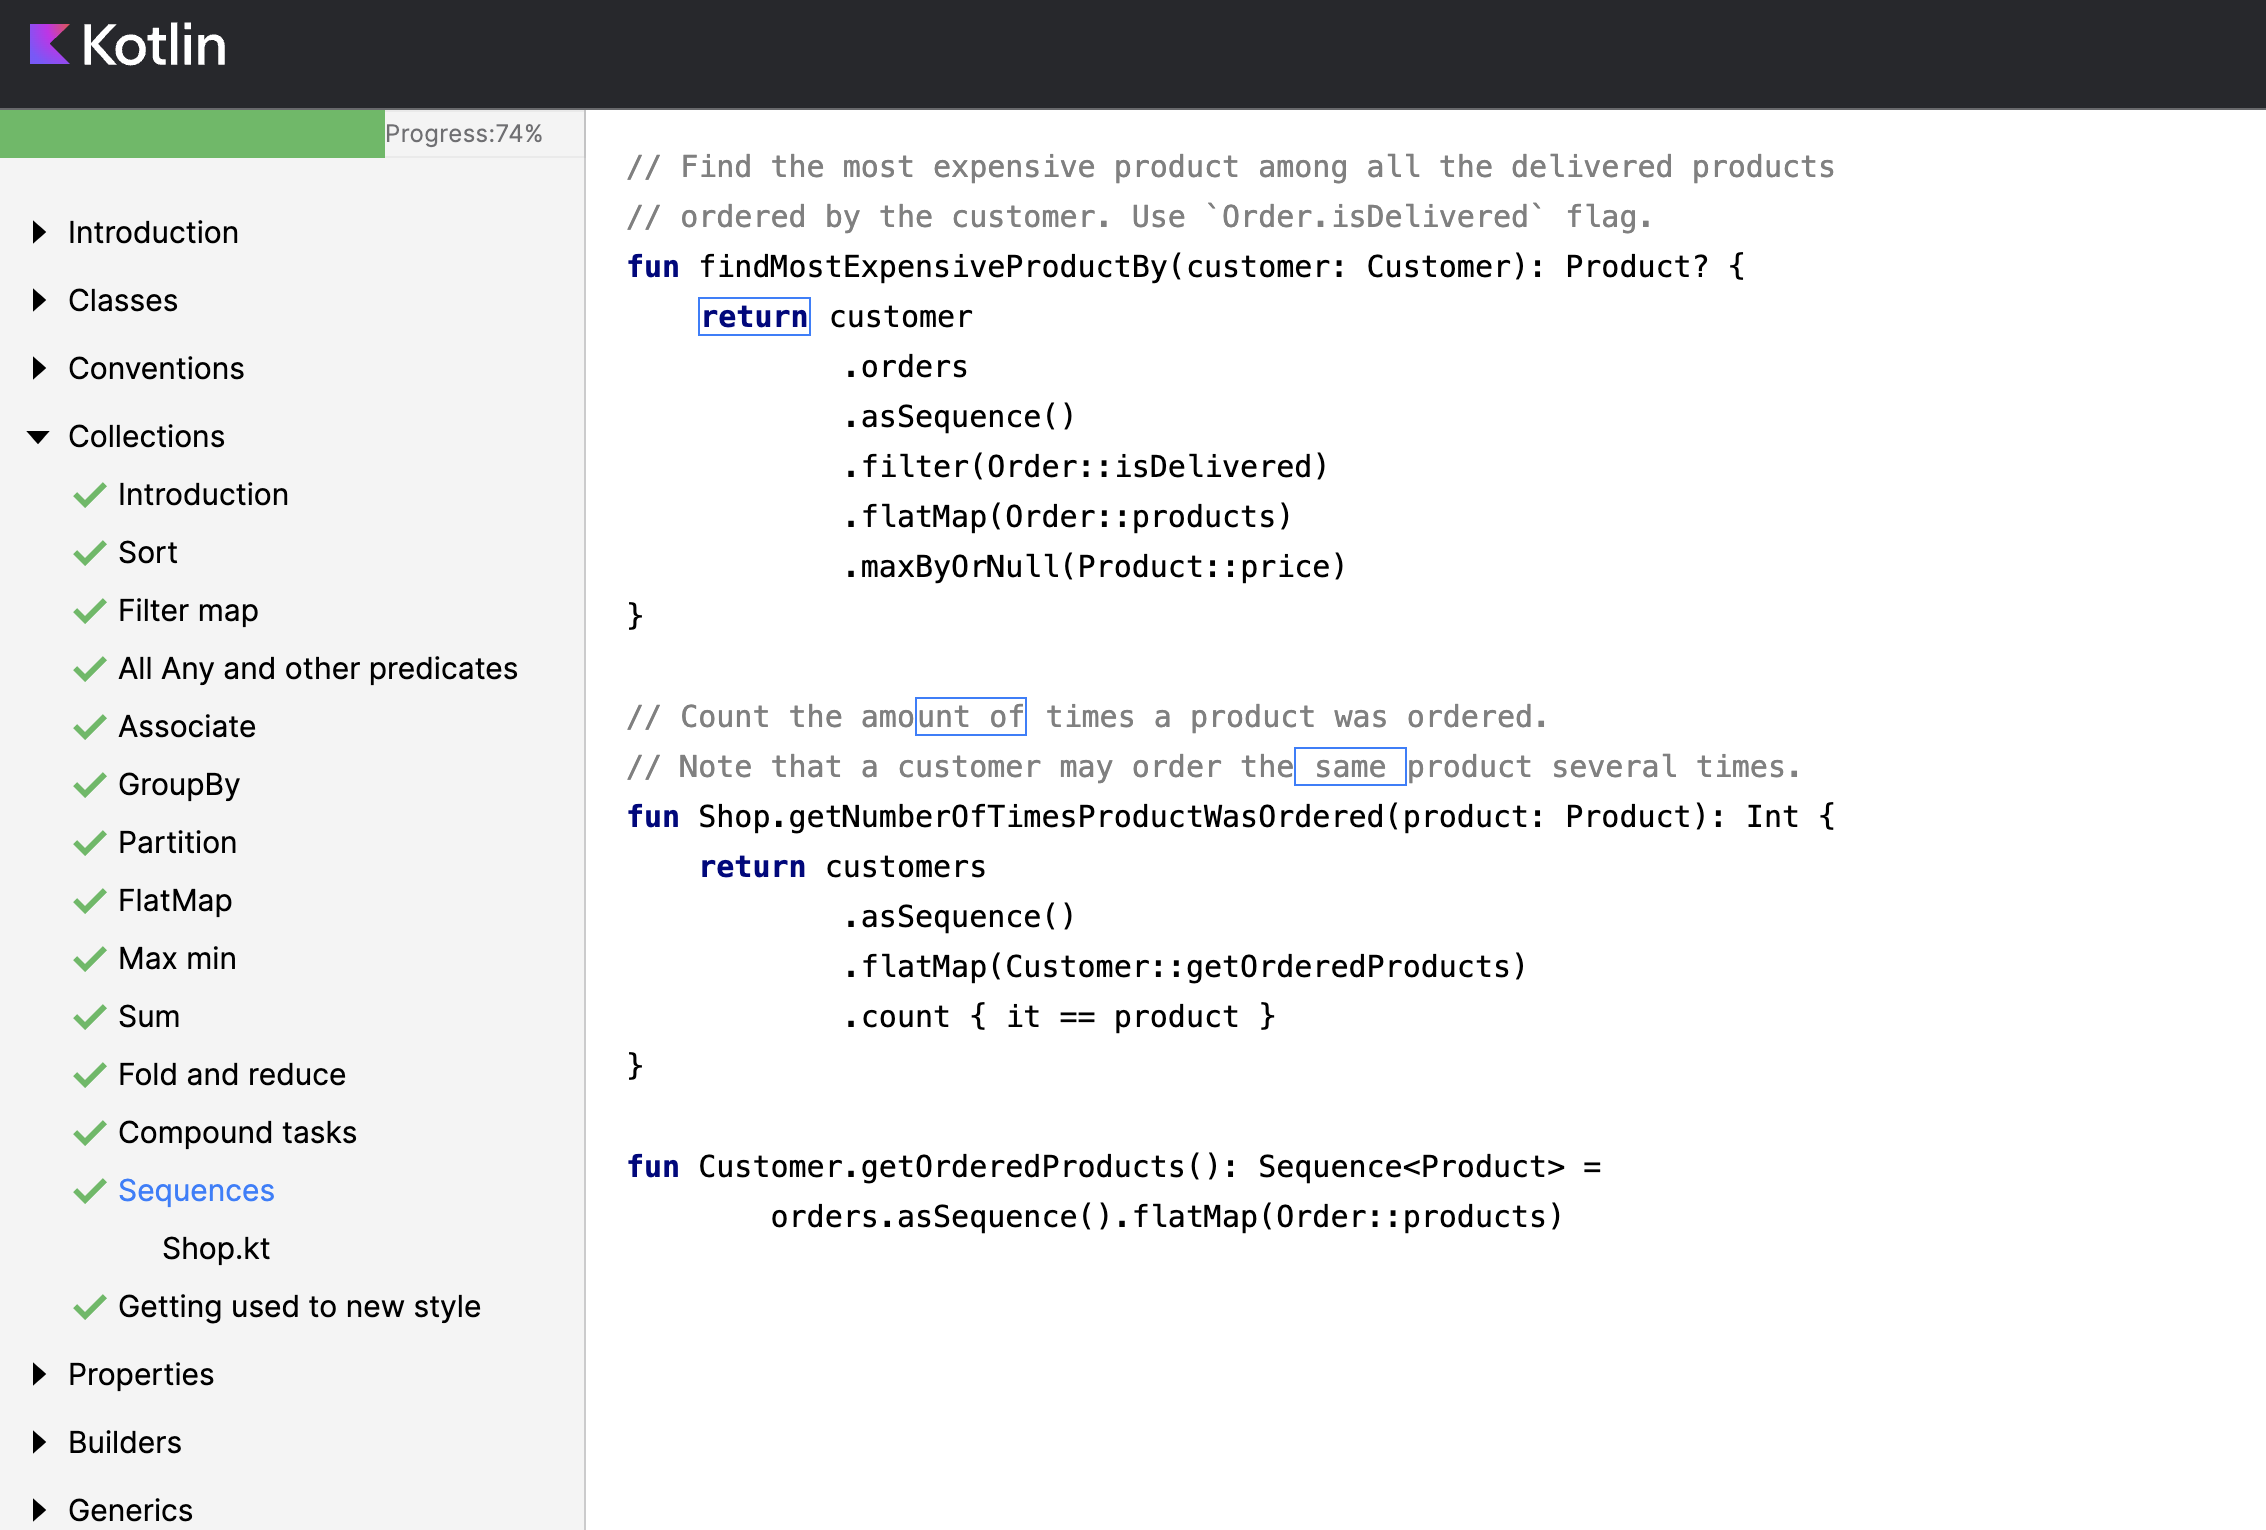 Kotlin
Progress:74%
Introduction
Classes
Conventions
Collections
Introduction
Sort
Filter map
All Any and other predicates
Associate
GroupBy
Partition
FlatMap
Max min
Sum
Fold and reduce
Compound tasks
Sequences
Shop.kt
Getting used to new style
Properties
Builders
Generics
// Find the most expensive product among all the delivered products
// ordered by the customer. Use `Order.isDelivered` flag.
fun findMostExpensiveProductBy(customer: Customer): Product? {
    return customer
            .orders
            .asSequence()
            .filter(Order::isDelivered)
            .flatMap(Order::products)
            .maxByOrNull(Product::price)
}
// Count the amount of times a product was ordered.
// Note that a customer may order the same product several times.
fun Shop.getNumberOfTimesProductWasOrdered(product: Product): Int {
    return customers
            .asSequence()
            .flatMap(Customer::getOrderedProducts)
            .count { it == product }
}
fun Customer.getOrderedProducts(): Sequence<Product> =
        orders.asSequence().flatMap(Order::products)